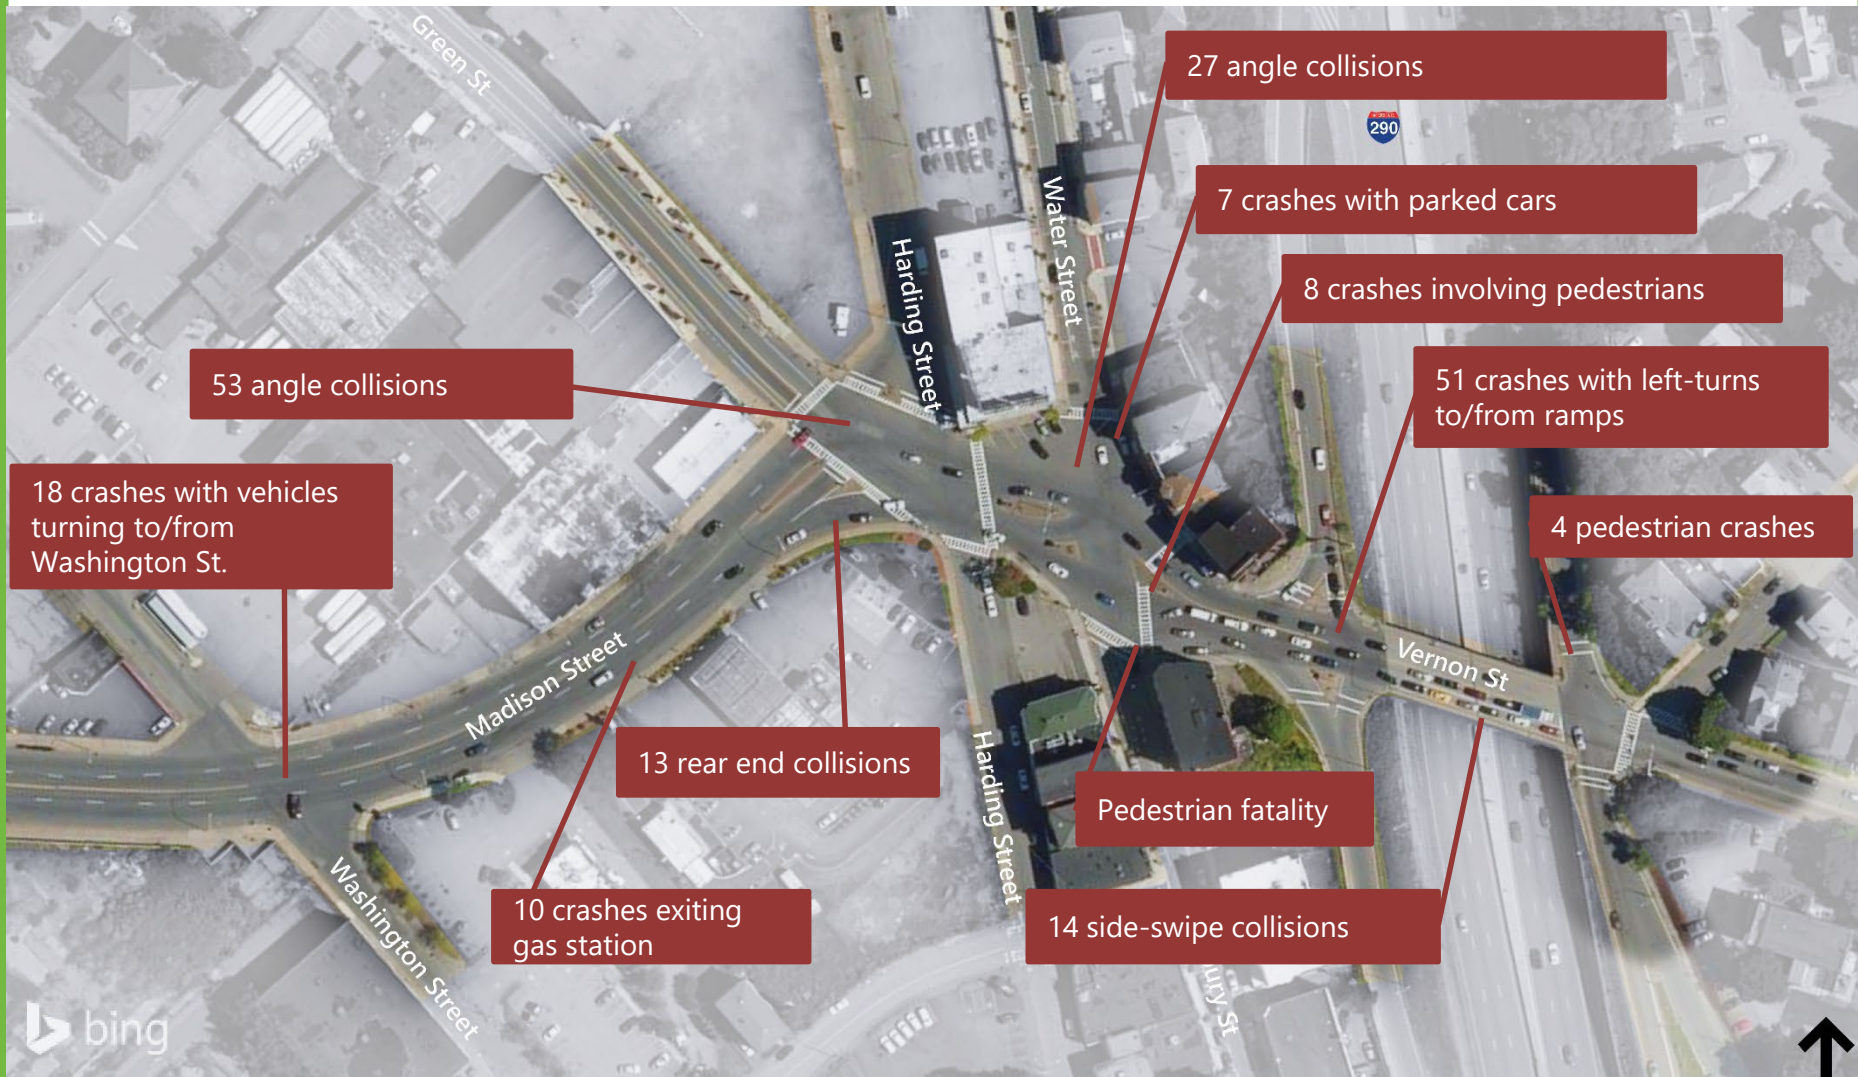 Green St
27 angle collisions
290
7 crashes with parked cars
Water Street
Harding Street
8 crashes involving pedestrians
53 angle collisions
51 crashes with left-turns
to/from ramps
18 crashes with vehicles
turning to/from
Washington St.
4 pedestrian crashes
Madison Street
Vernon St
13 rear end collisions
Harding Street
Pedestrian fatality
10 crashes exiting
gas station
14 side-swipe collisions
Washington Street
bing